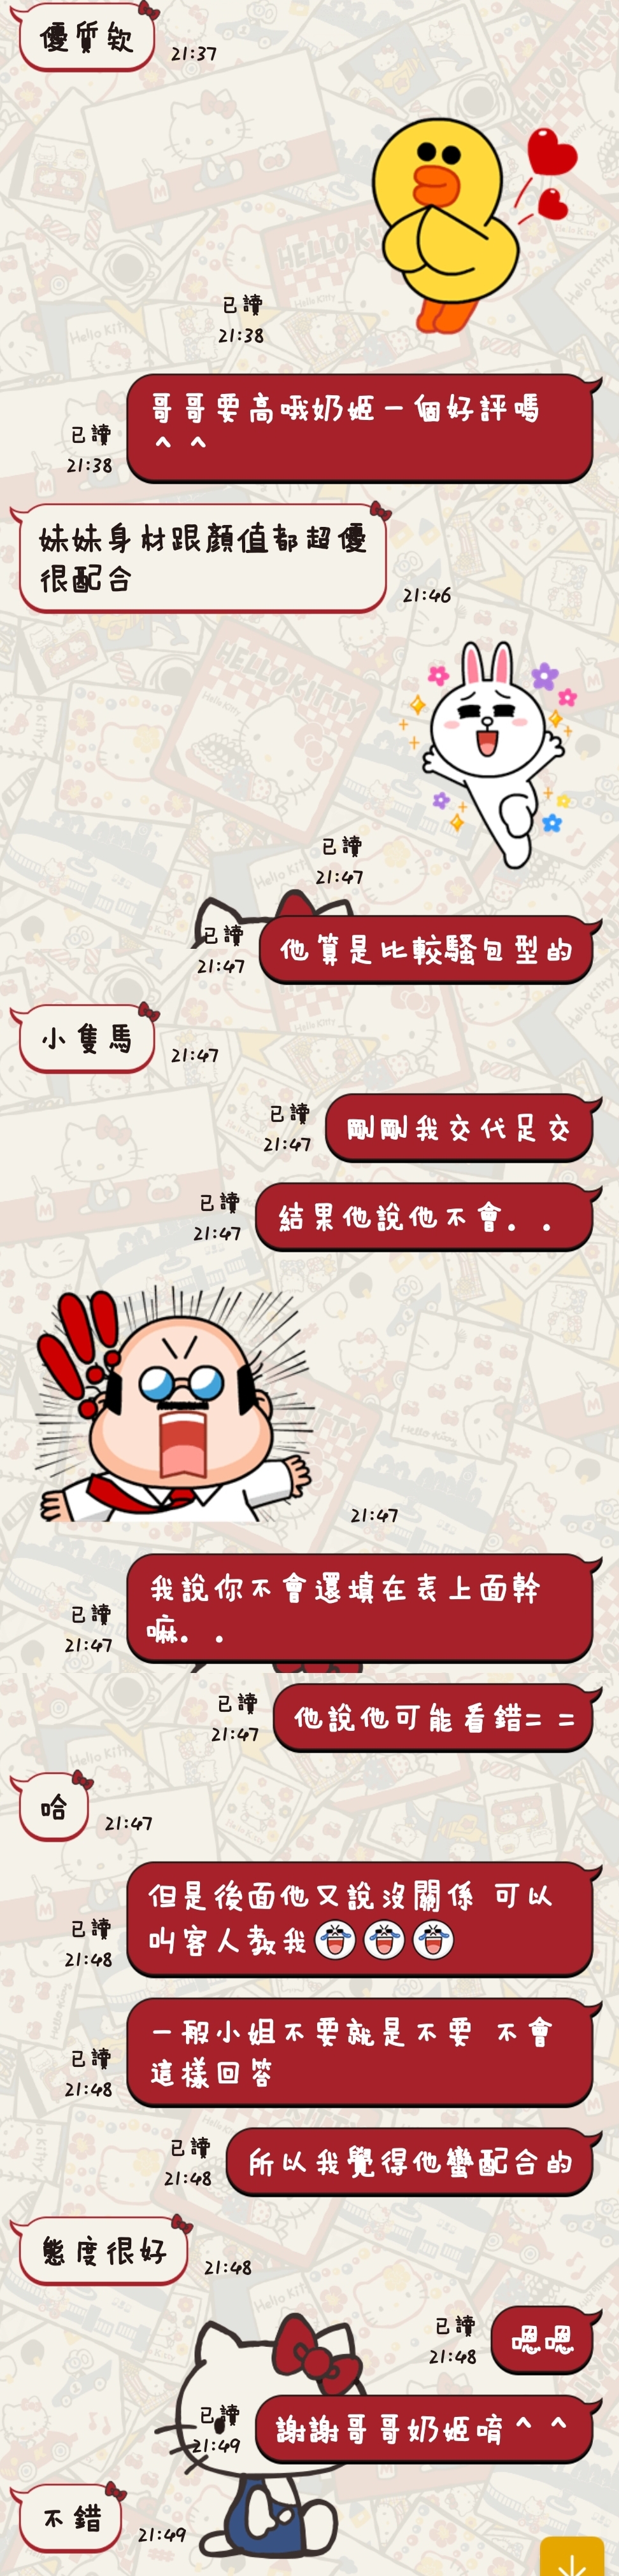 優質欸
21:37
已讀
21:38
哥哥要高哦奶姬一個好評嗎
^ ^
已讀
21:38
妹妹身材跟顏值都超優
很配合
21:46
已讀
21:47
他算是比較騷包型的
已讀
21:47
小隻馬
21:47
剛剛我交代足交
已讀
21:47
結果他說他不會. .
已讀
21:47
21:47
我說你不會還填在表上面幹
嘛. .
已讀
21:47
他說他可能看錯= =
已讀
21:47
哈
21:47
但是後面他又說沒關係 可以
叫客人教我
已讀
21:48
一般小姐不要就是不要 不會
這樣回答
已讀
21:48
所以我覺得他蠻配合的
已讀
21:48
態度很好
21:48
嗯嗯
已讀
21:48
謝謝哥哥奶姬唷^ ^
已讀
21:49
不錯
21:49